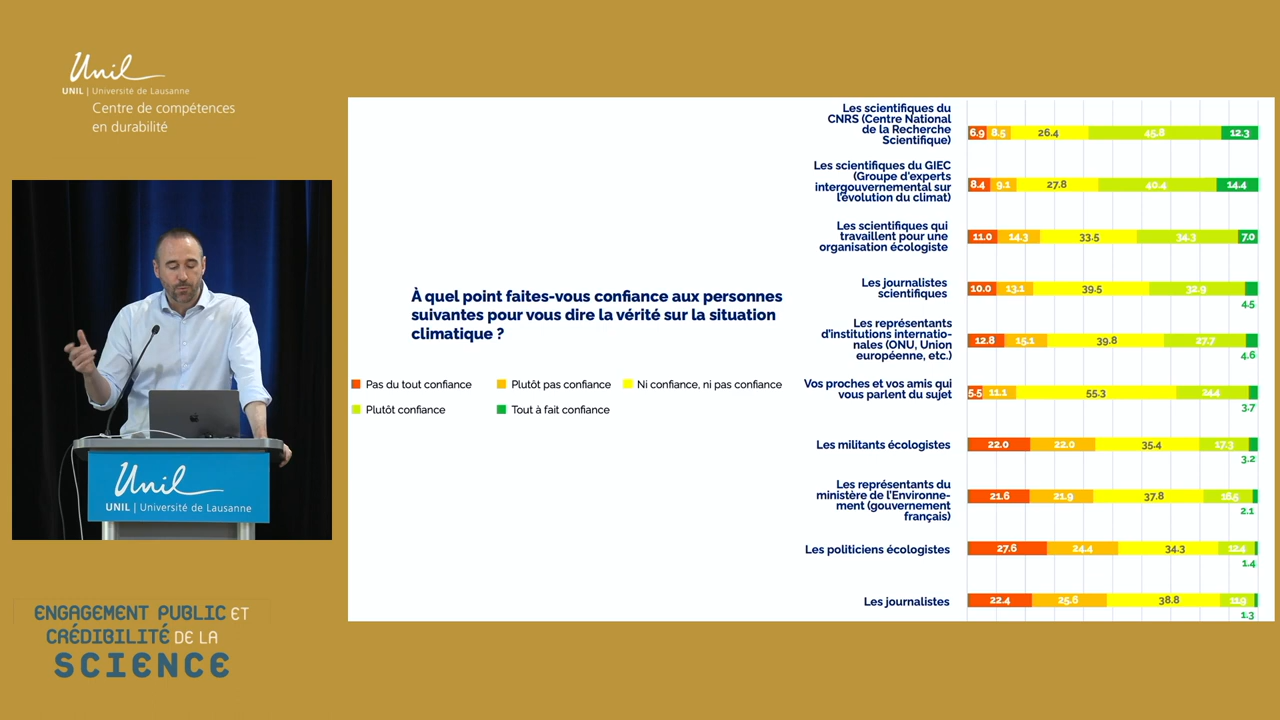 Unil
UNIL | Université de Lausanne
Centre de compétences
en durabilité
Unil
UNIL | Université de Lausanne
ENGAGEMENT PUBLIC ET
CRÉDIBILITÉ DE LA
SCIENCE
À quel point faites-vous confiance aux personnes
suivantes pour vous dire la vérité sur la situation
climatique ?
Pas du tout confiance
Plutôt pas confiance
Ni confiance, ni pas confiance
Plutôt confiance
Tout à fait confiance
Les scientifiques du
CNRS (Centre National
de la Recherche
Scientifique)
6.9 8.5 26.4 45.8 12.3
Les scientifiques du GIEC
(Groupe d'experts
intergouvernemental sur
l'évolution du climat)
8.4 9.1 27.8 40.4 14.4
Les scientifiques qui
travaillent pour une
organisation écologiste
11.0 14.3 33.5 34.3 7.0
Les journalistes
scientifiques
10.0 13.1 39.5 32.9
4.5
Les représentants
d'institutions internatio-
nales (ONU, Union
européenne, etc.)
12.8 15.1 39.8 27.7
4.6
Vos proches et vos amis qui
vous parlent du sujet
5.5 11.1 55.3 24.4
3.7
Les militants écologistes
22.0 22.0 35.4 17.3
3.2
Les représentants du
ministère de l'Environne-
ment (gouvernement
français)
21.6 21.9 37.8 16.5
2.1
Les politiciens écologistes
27.6 24.4 34.3 12.4
1.4
Les journalistes
22.4 25.6 38.8 11.9
1.3